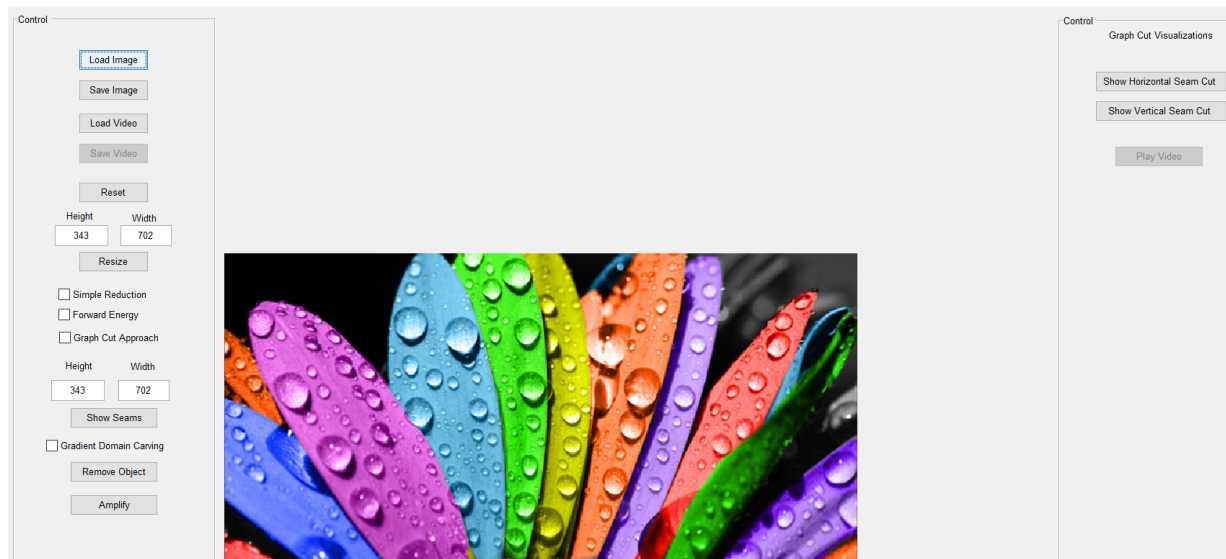 Control
Load Image
Save Image
Load Video
Save Video
Reset
Height Width
343 702
Resize
Simple Reduction
Forward Energy
Graph Cut Approach
Height Width
343 702
Show Seams
Gradient Domain Carving
Remove Object
Amplify
Control
Graph Cut Visualizations
Show Horizontal Seam Cut
Show Vertical Seam Cut
Play Video